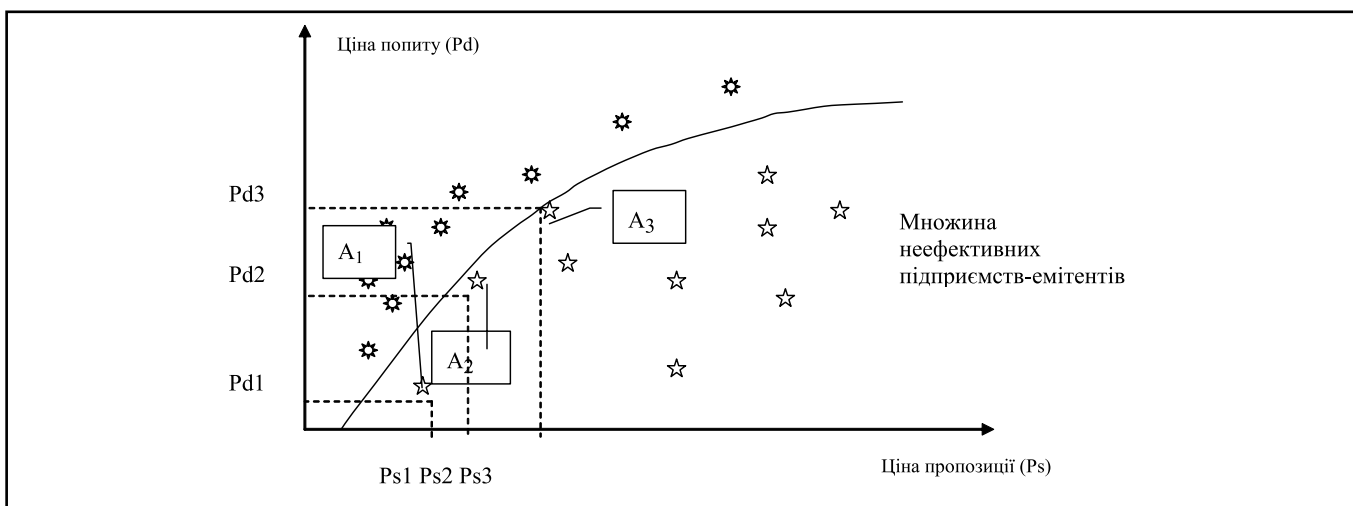 Ціна попиту (Pd)
Pd3
A3
A1
Множина
неефективних
підприємств-емітентів
Pd2
A2
Pd1
Ps1 Ps2 Ps3
Ціна пропозиції (Ps)